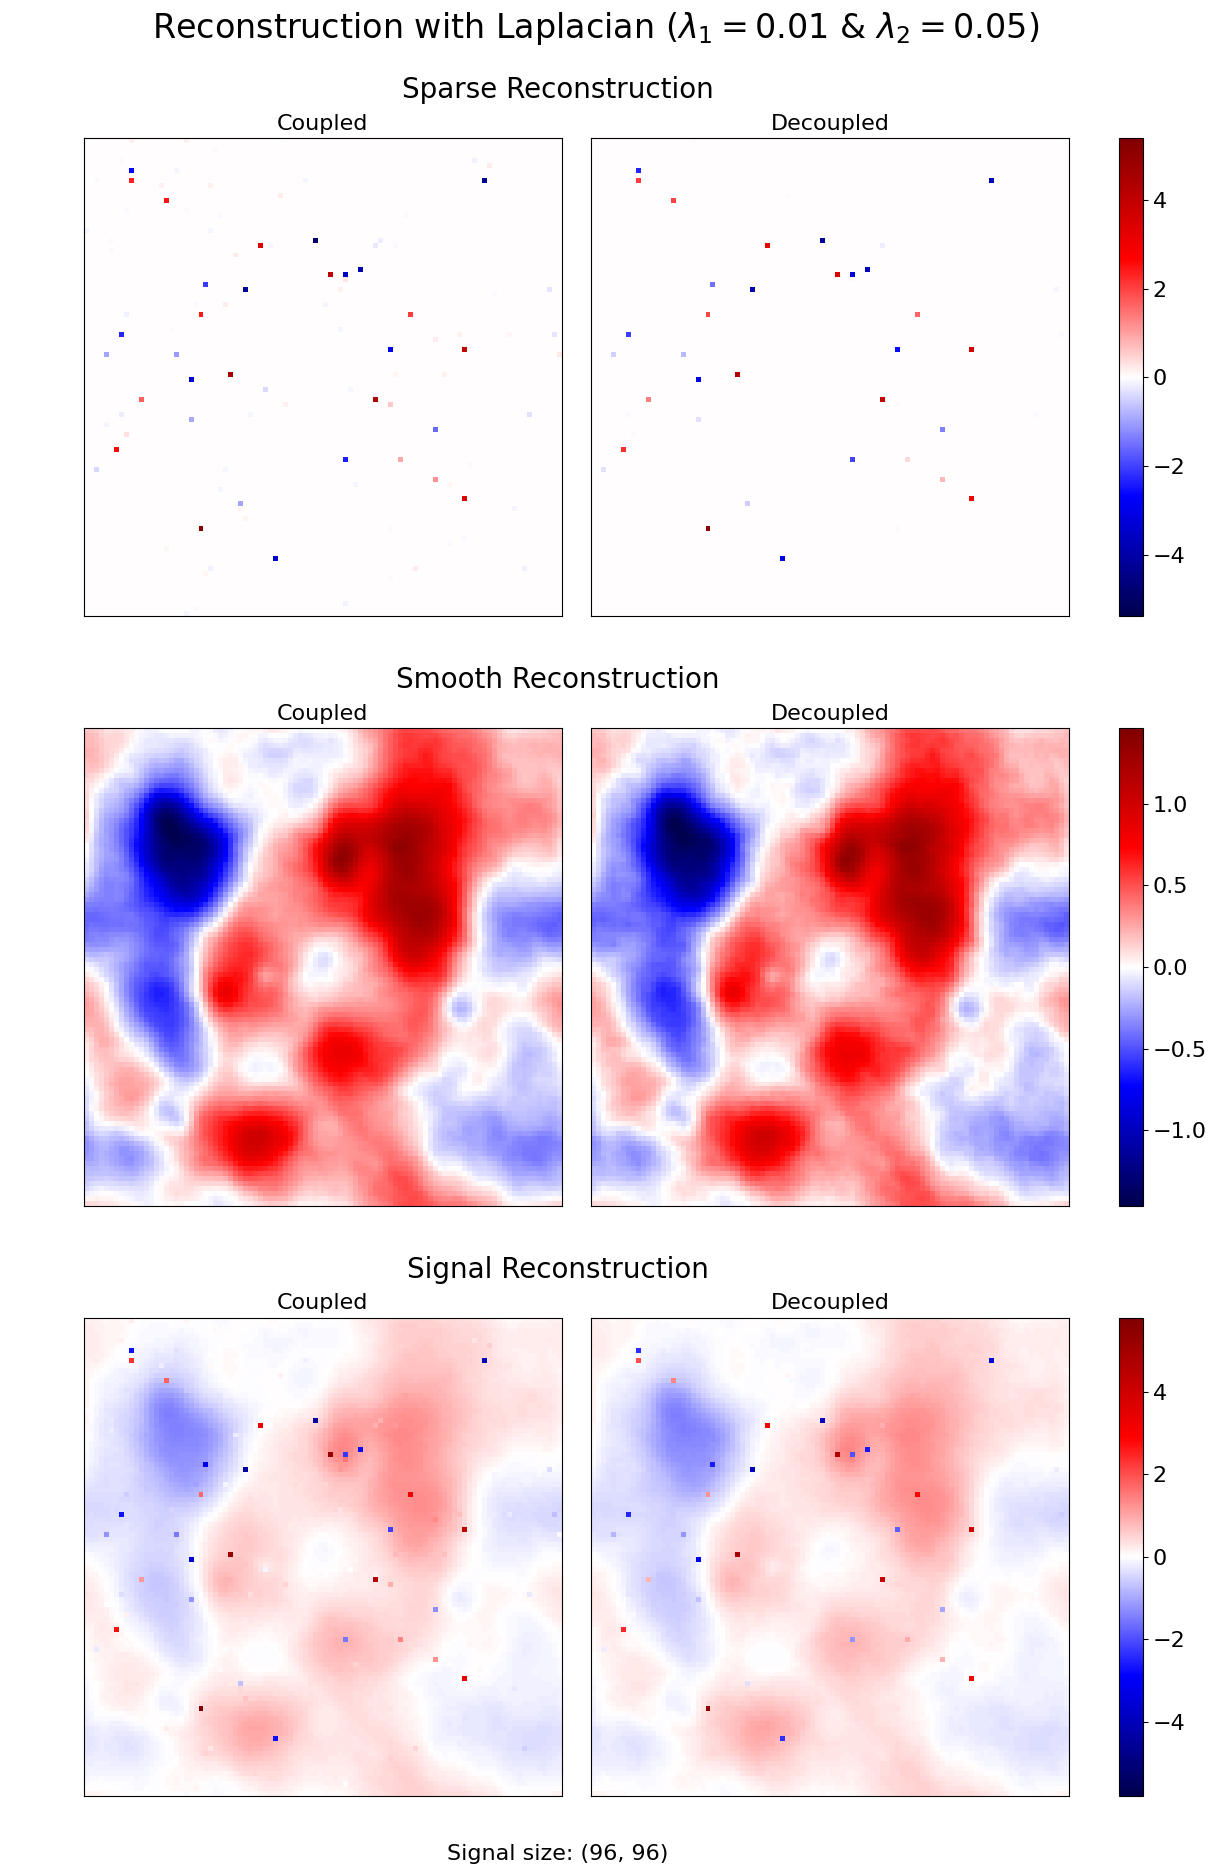 Reconstruction with Laplacian (λ₁ = 0.01 & λ₂ = 0.05)
Sparse Reconstruction
Coupled
Decoupled
4
2
0
−2
−4
Smooth Reconstruction
Coupled
Decoupled
1.0
0.5
0.0
−0.5
−1.0
Signal Reconstruction
Coupled
Decoupled
4
2
0
−2
−4
Signal size: (96, 96)